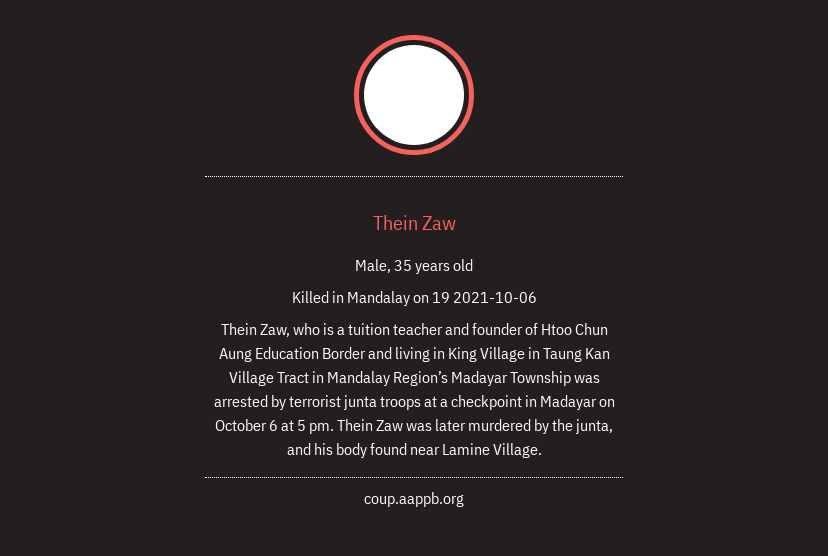 Thein Zaw
Male, 35 years old
Killed in Mandalay on 19 2021-10-06
Thein Zaw, who is a tuition teacher and founder of Htoo Chun
Aung Education Border and living in King Village in Taung Kan
Village Tract in Mandalay Region’s Madayar Township was
arrested by terrorist junta troops at a checkpoint in Madayar on
October 6 at 5 pm. Thein Zaw was later murdered by the junta,
and his body found near Lamine Village.
coup.aappb.org